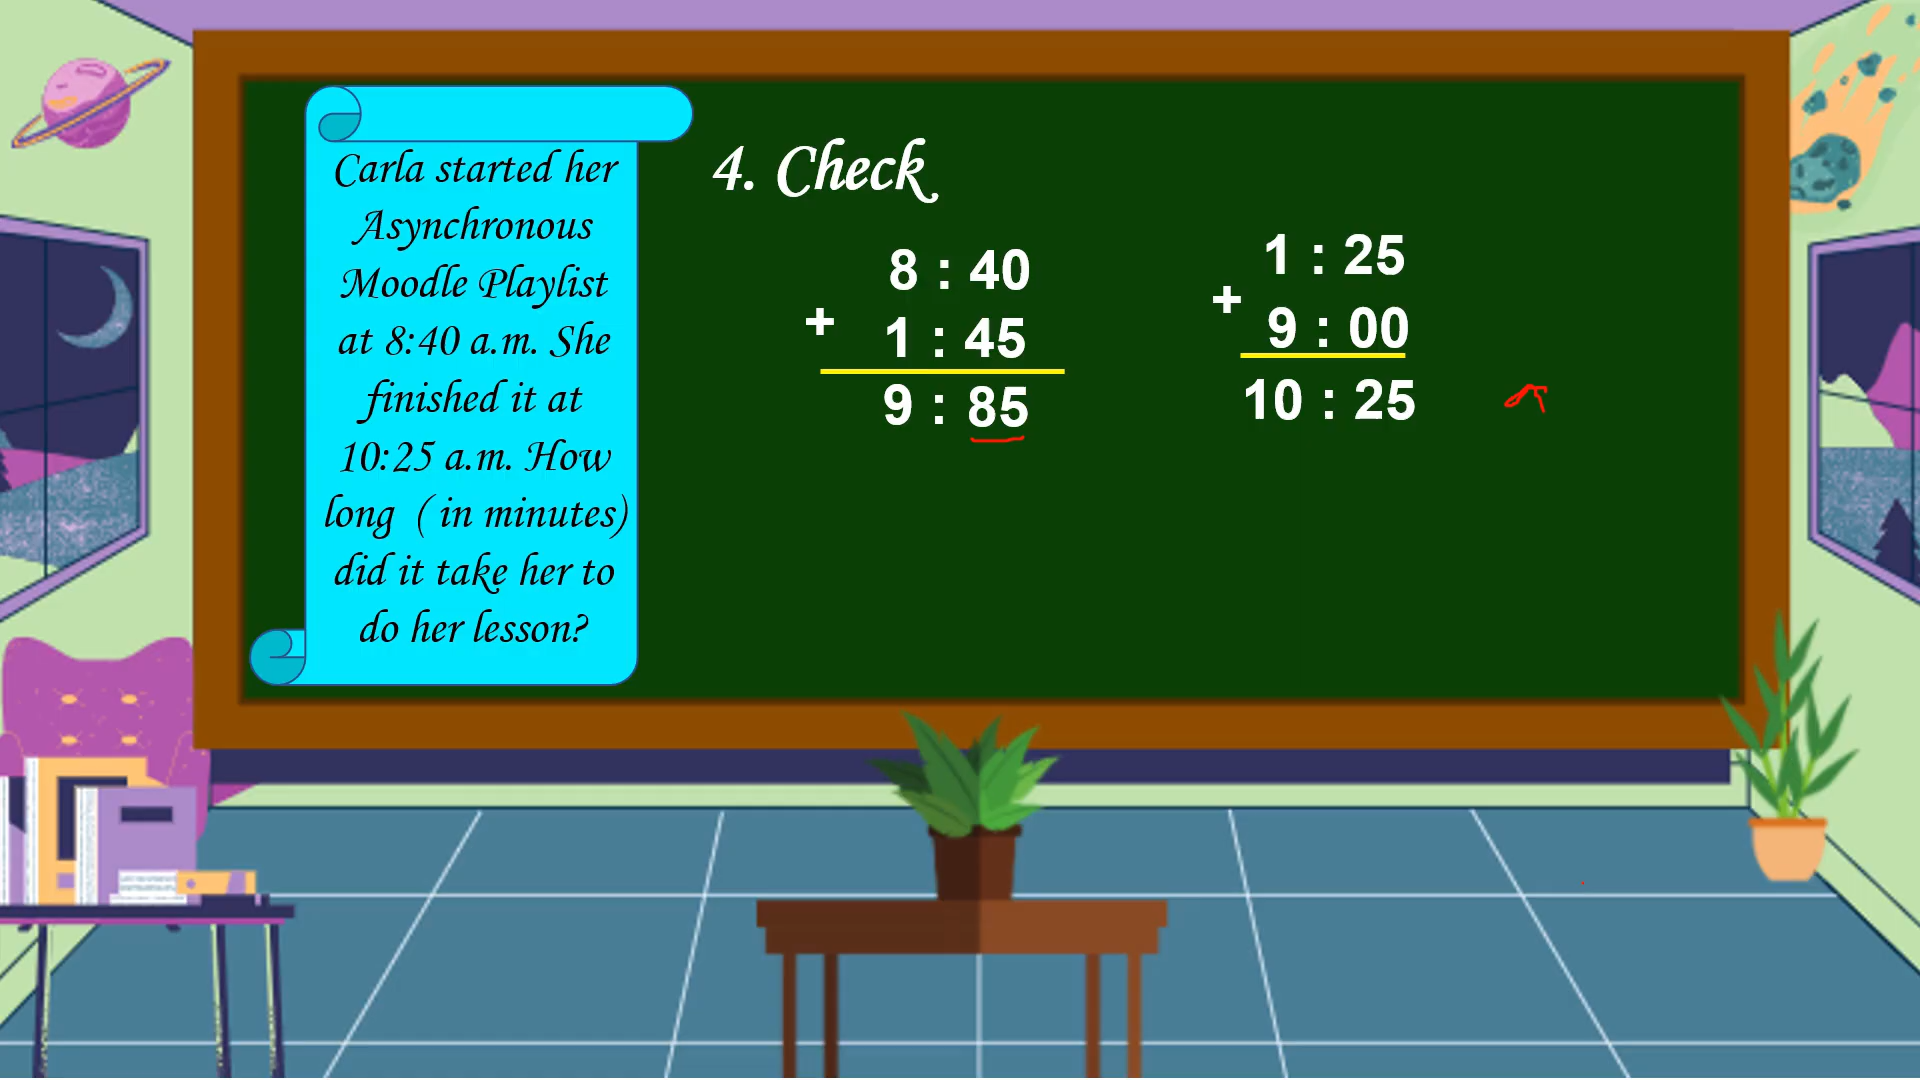 Carla started her
Asynchronous
Moodle Playlist
at 8:40 a.m. She
finished it at
10:25 a.m. How
long ( in minutes)
did it take her to
do her lesson?
4. Check
8 : 40
+ 1 : 45
9 : 85
1 : 25
+ 9 : 00
10 : 25